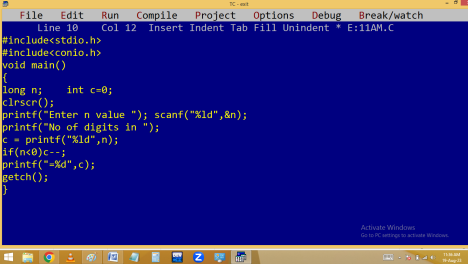 TC - exit
File Edit Run Compile Project Options Debug Break/watch
Line 10 Col 12 Insert Indent Tab Fill Unindent * E:11AM.C
#include<stdio.h>
#include<conio.h>
void main()
{
long n; int c=0;
clrscr();
printf("Enter n value "); scanf("%ld",&n);
printf("No of digits in ");
c = printf("%ld",n);
if(n<0)c--;
printf("=%d",c);
getch();
}
Activate Windows
Go to PC settings to activate Windows.